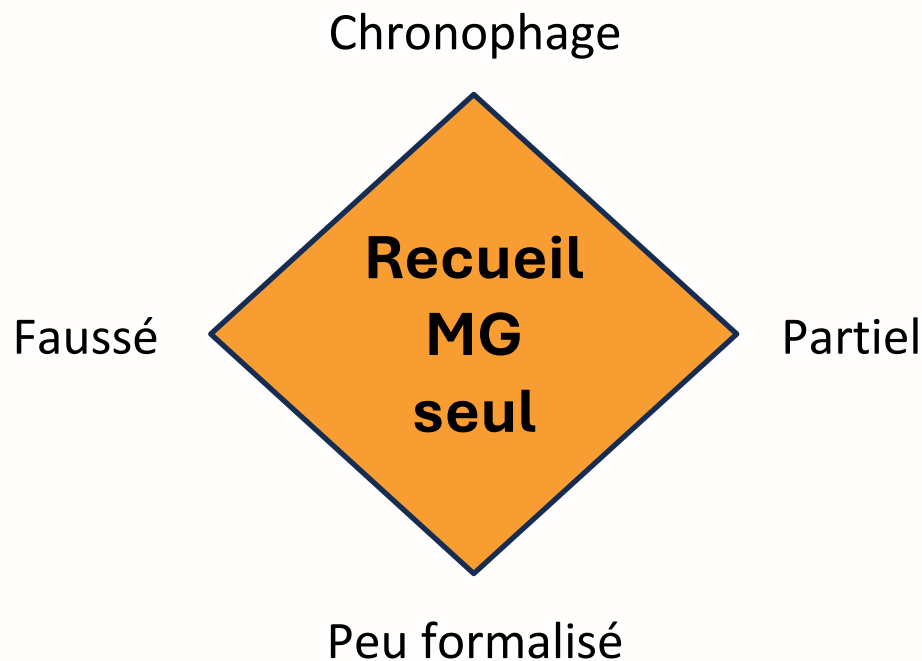 Chronophage
Recueil
MG
seul
Faussé
Partiel
Peu formalisé